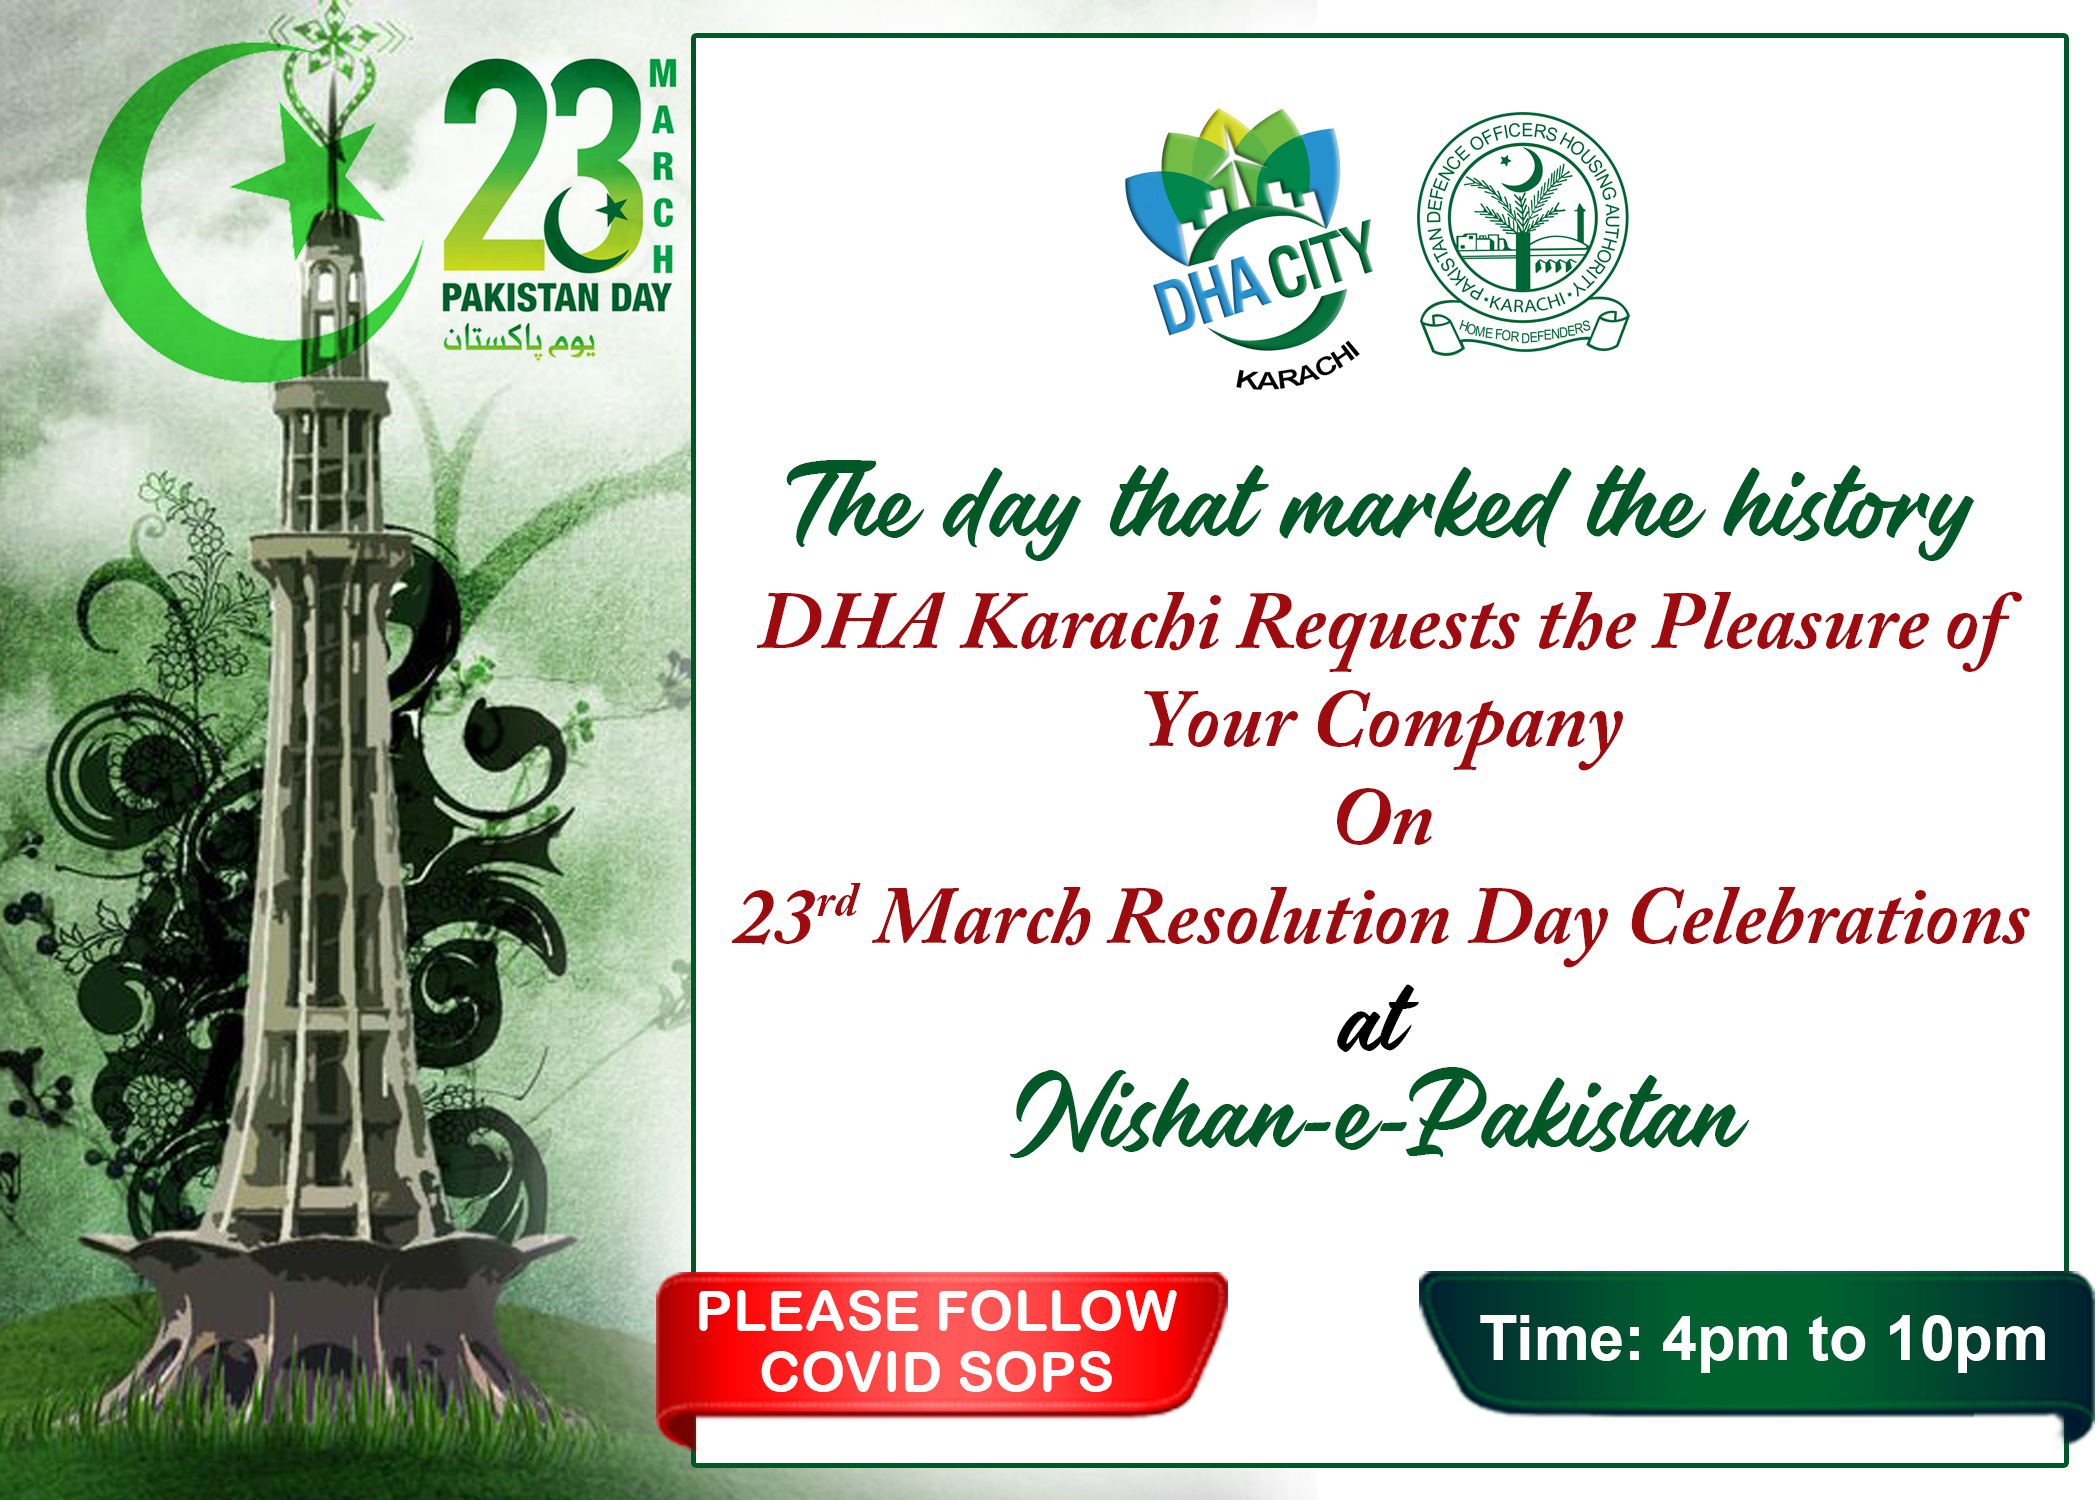 23
MARCH
PAKISTAN DAY
یوم پاکستان
DHA CITY
KARACHI
PAKISTAN DEFENCE OFFICERS HOUSING AUTHORITY
• KARACHI •
HOME FOR DEFENDERS
The day that marked the history
DHA Karachi Requests the Pleasure of
Your Company
On
23rd March Resolution Day Celebrations
at
Nishan-e-Pakistan
PLEASE FOLLOW
COVID SOPS
Time: 4pm to 10pm